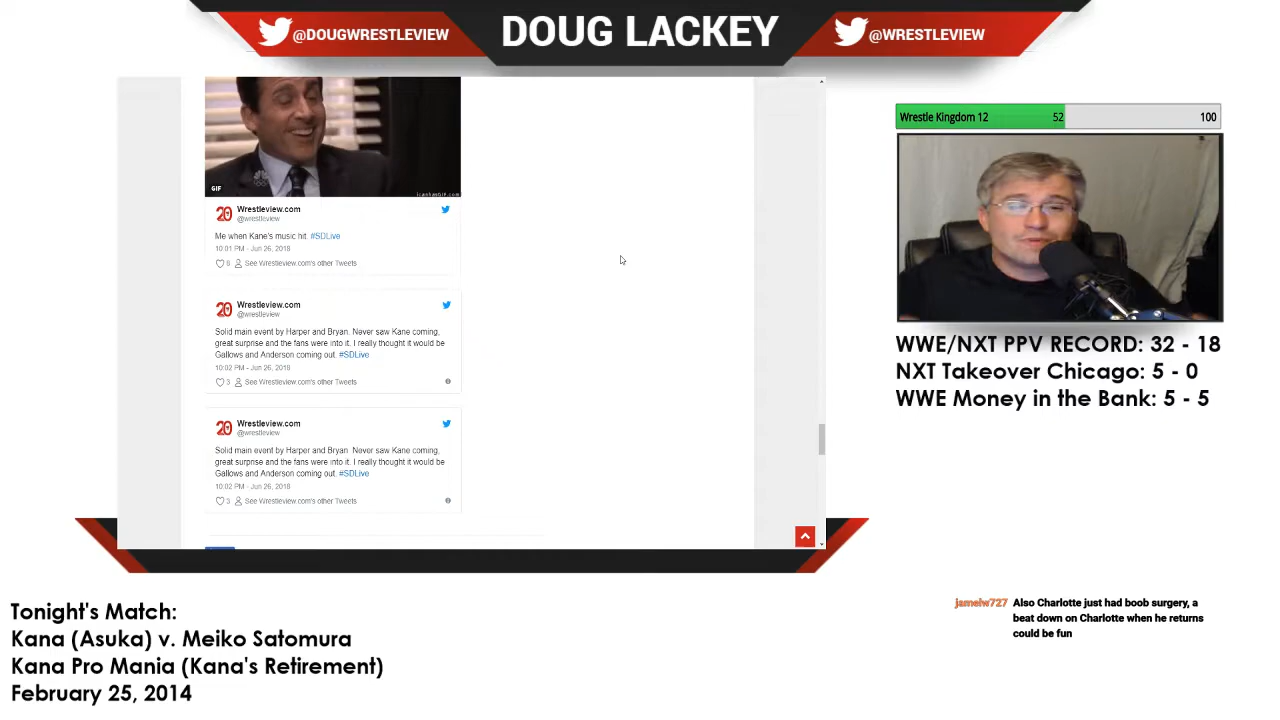 @DOUGWRESTLEVIEW
DOUG LACKEY
@WRESTLEVIEW
GIF
icanhasGIF.com
20
Wrestleview.com
@wrestleview
Me when Kane's music hit. #SDLive
10:01 PM - Jun 26, 2018
6 See Wrestleview.com's other Tweets
20
Wrestleview.com
@wrestleview
Solid main event by Harper and Bryan. Never saw Kane coming,
great surprise and the fans were into it. I really thought it would be
Gallows and Anderson coming out. #SDLive
10:02 PM - Jun 26, 2018
3 See Wrestleview.com's other Tweets
20
Wrestleview.com
@wrestleview
Solid main event by Harper and Bryan. Never saw Kane coming,
great surprise and the fans were into it. I really thought it would be
Gallows and Anderson coming out. #SDLive
10:02 PM - Jun 26, 2018
3 See Wrestleview.com's other Tweets
Wrestle Kingdom 12 52 100
WWE/NXT PPV RECORD: 32 - 18
NXT Takeover Chicago: 5 - 0
WWE Money in the Bank: 5 - 5
Tonight's Match:
Kana (Asuka) v. Meiko Satomura
Kana Pro Mania (Kana's Retirement)
February 25, 2014
jamelw727 Also Charlotte just had boob surgery, a
beat down on Charlotte when he returns
could be fun